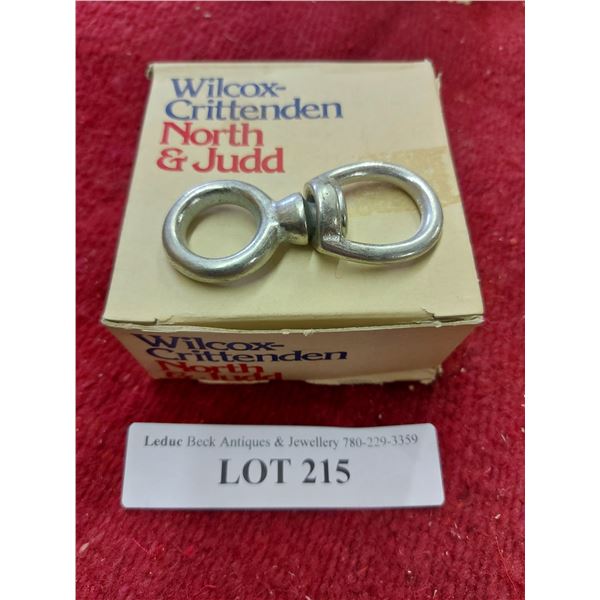 Wilcox-
Crittenden
North
& Judd
Wilcox-
Crittenden
North
& Judd
Leduc Beck Antiques & Jewellery 780-229-3359
LOT 215